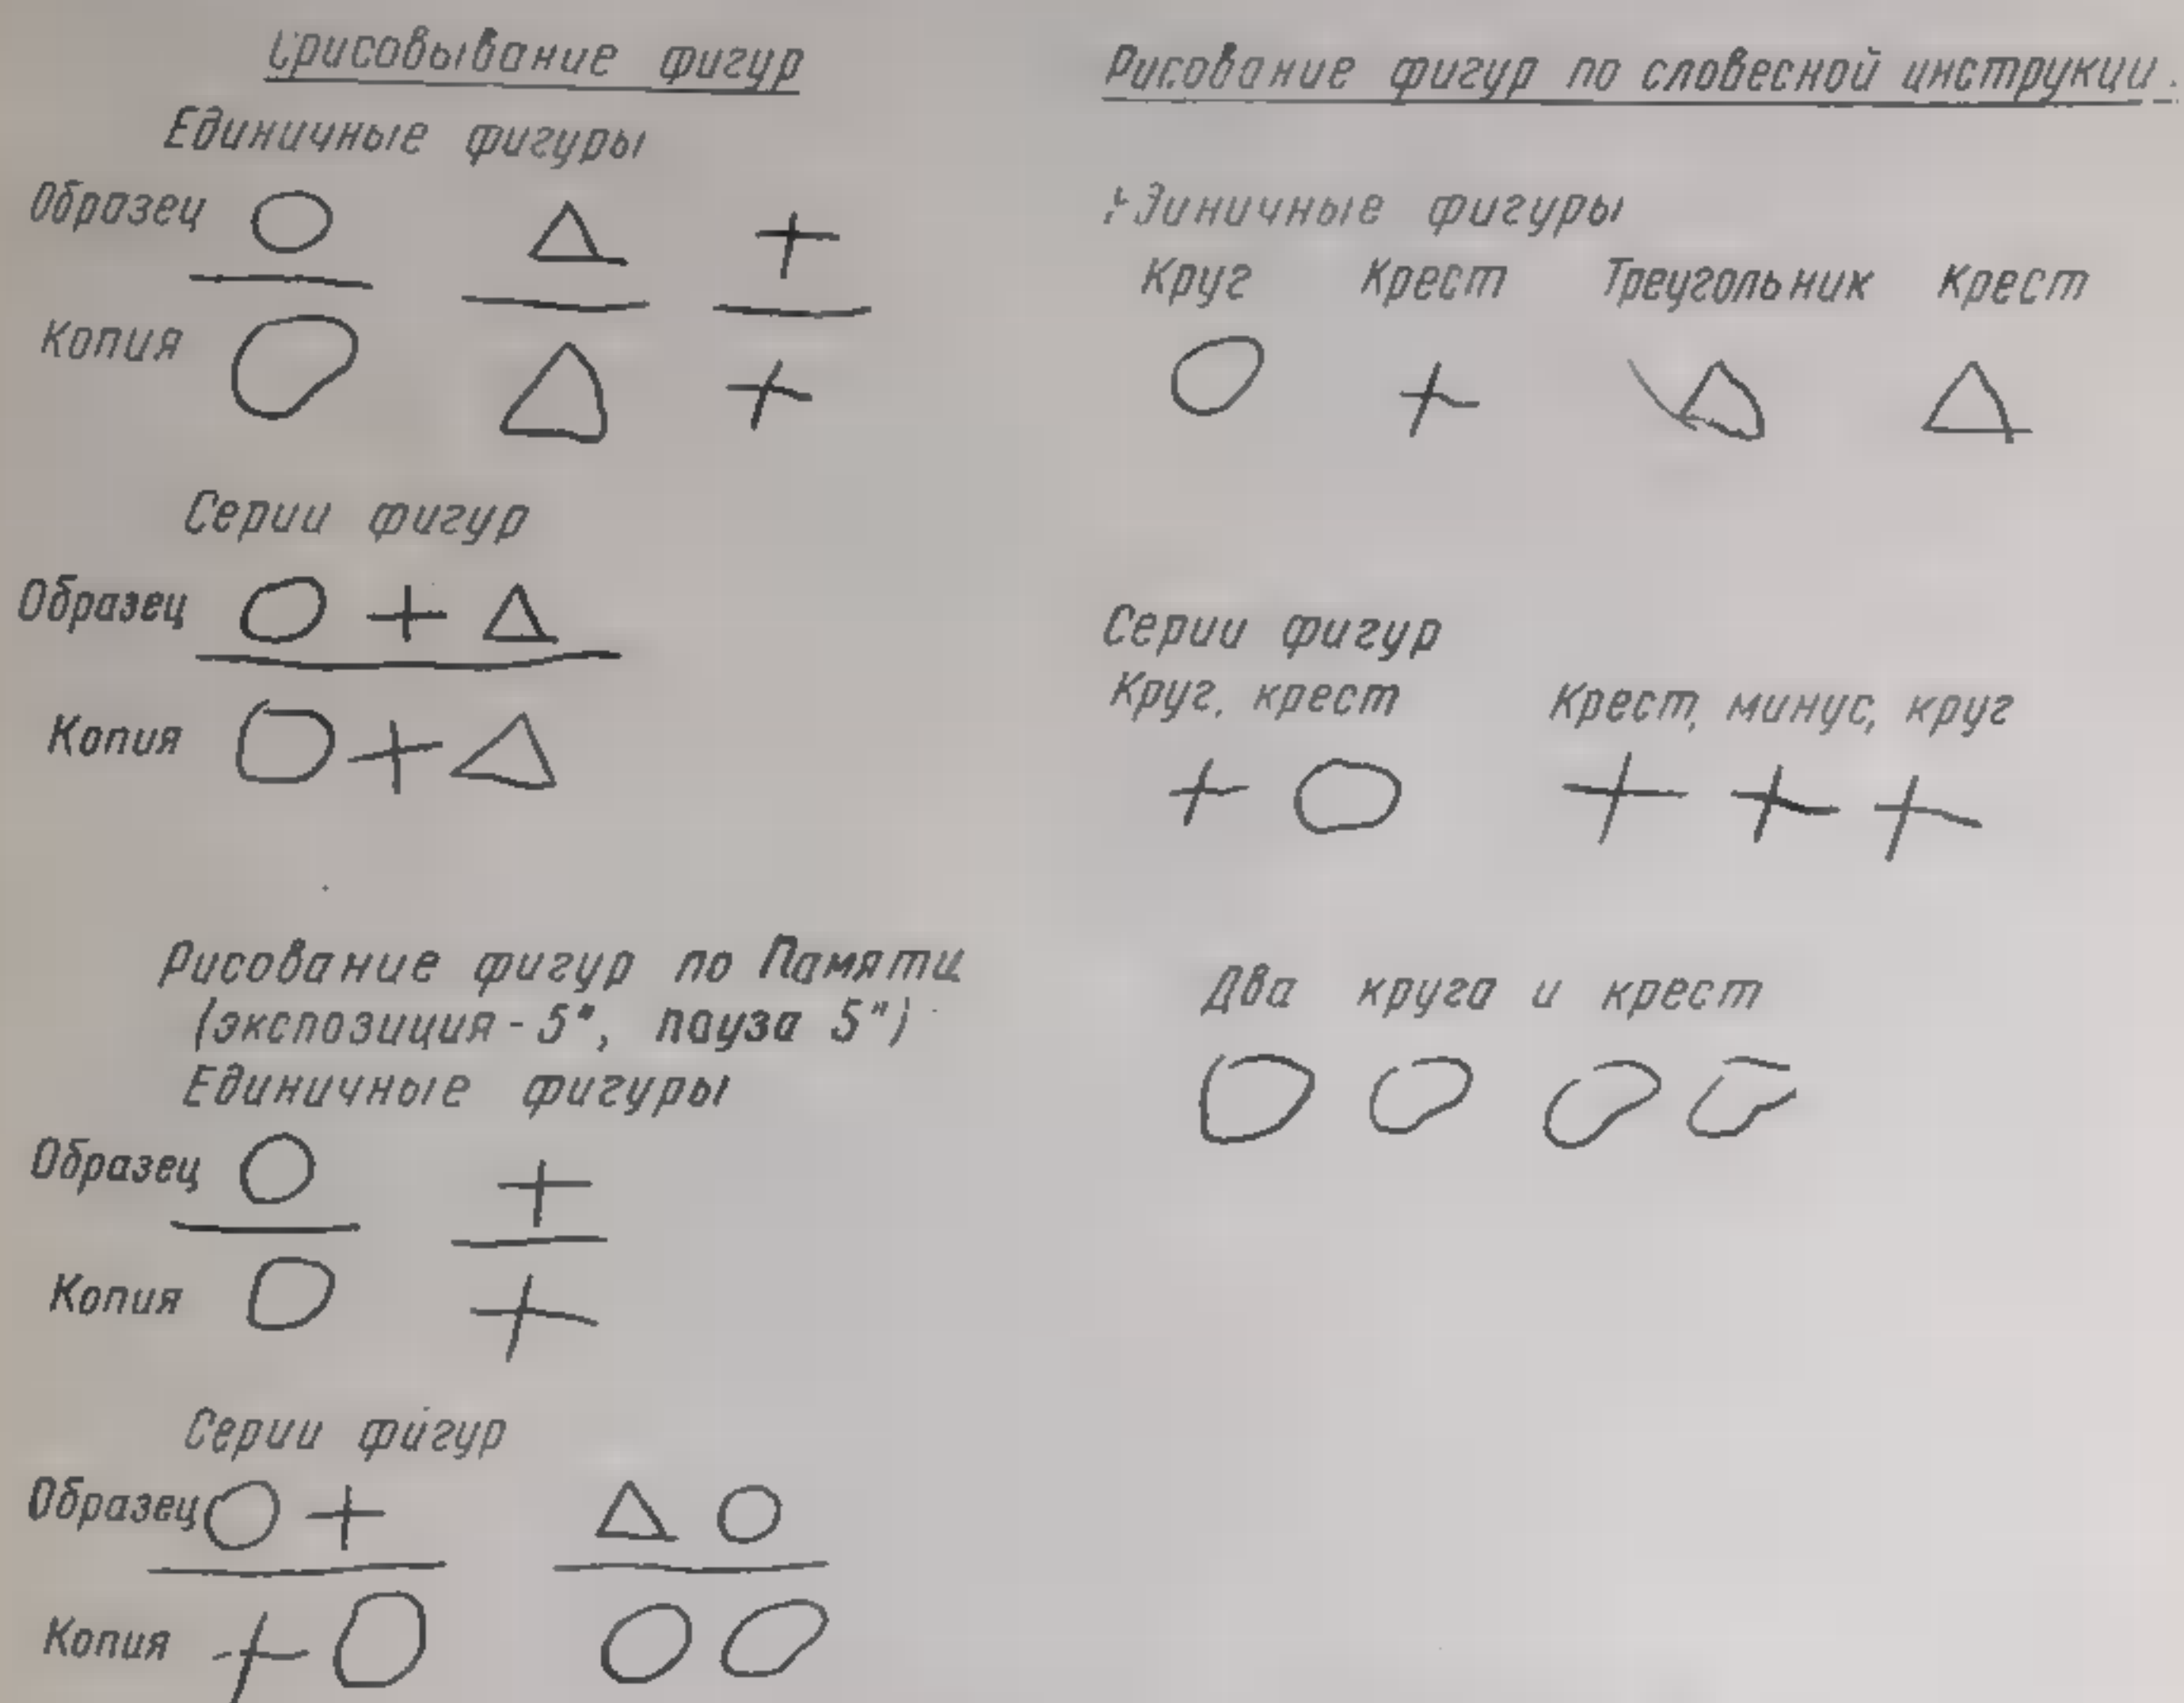 Срисовывание фигур
Единичные фигуры
Образец
Копия
Серии фигур
Образец
Копия
Рисование фигур по Памяти
(экспозиция - 5", пауза 5")
Единичные фигуры
Образец
Копия
Серии фигур
Образец
Копия
Рисование фигур по словесной инструкции.
Единичные фигуры
Круг Крест Треугольник Крест
Серии фигур
Круг, крест Крест, минус, круг
Два круга и крест